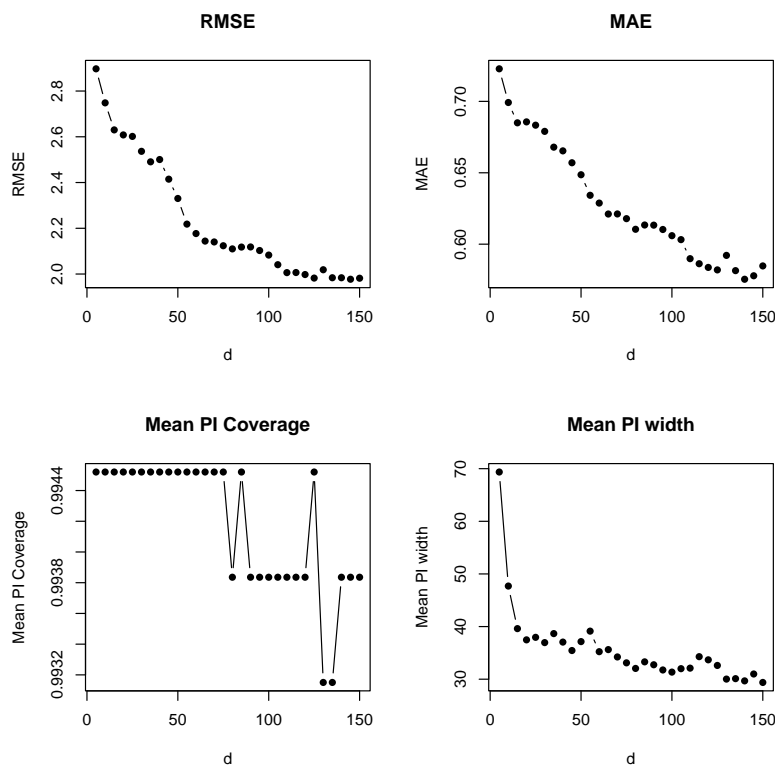 RMSE
RMSE
2.0 2.2 2.4 2.6 2.8
0 50 100 150
d
MAE
MAE
0.60 0.65 0.70
0 50 100 150
d
Mean PI Coverage
Mean PI Coverage
0.9932 0.9938 0.9944
0 50 100 150
d
Mean PI width
Mean PI width
30 40 50 60 70
0 50 100 150
d